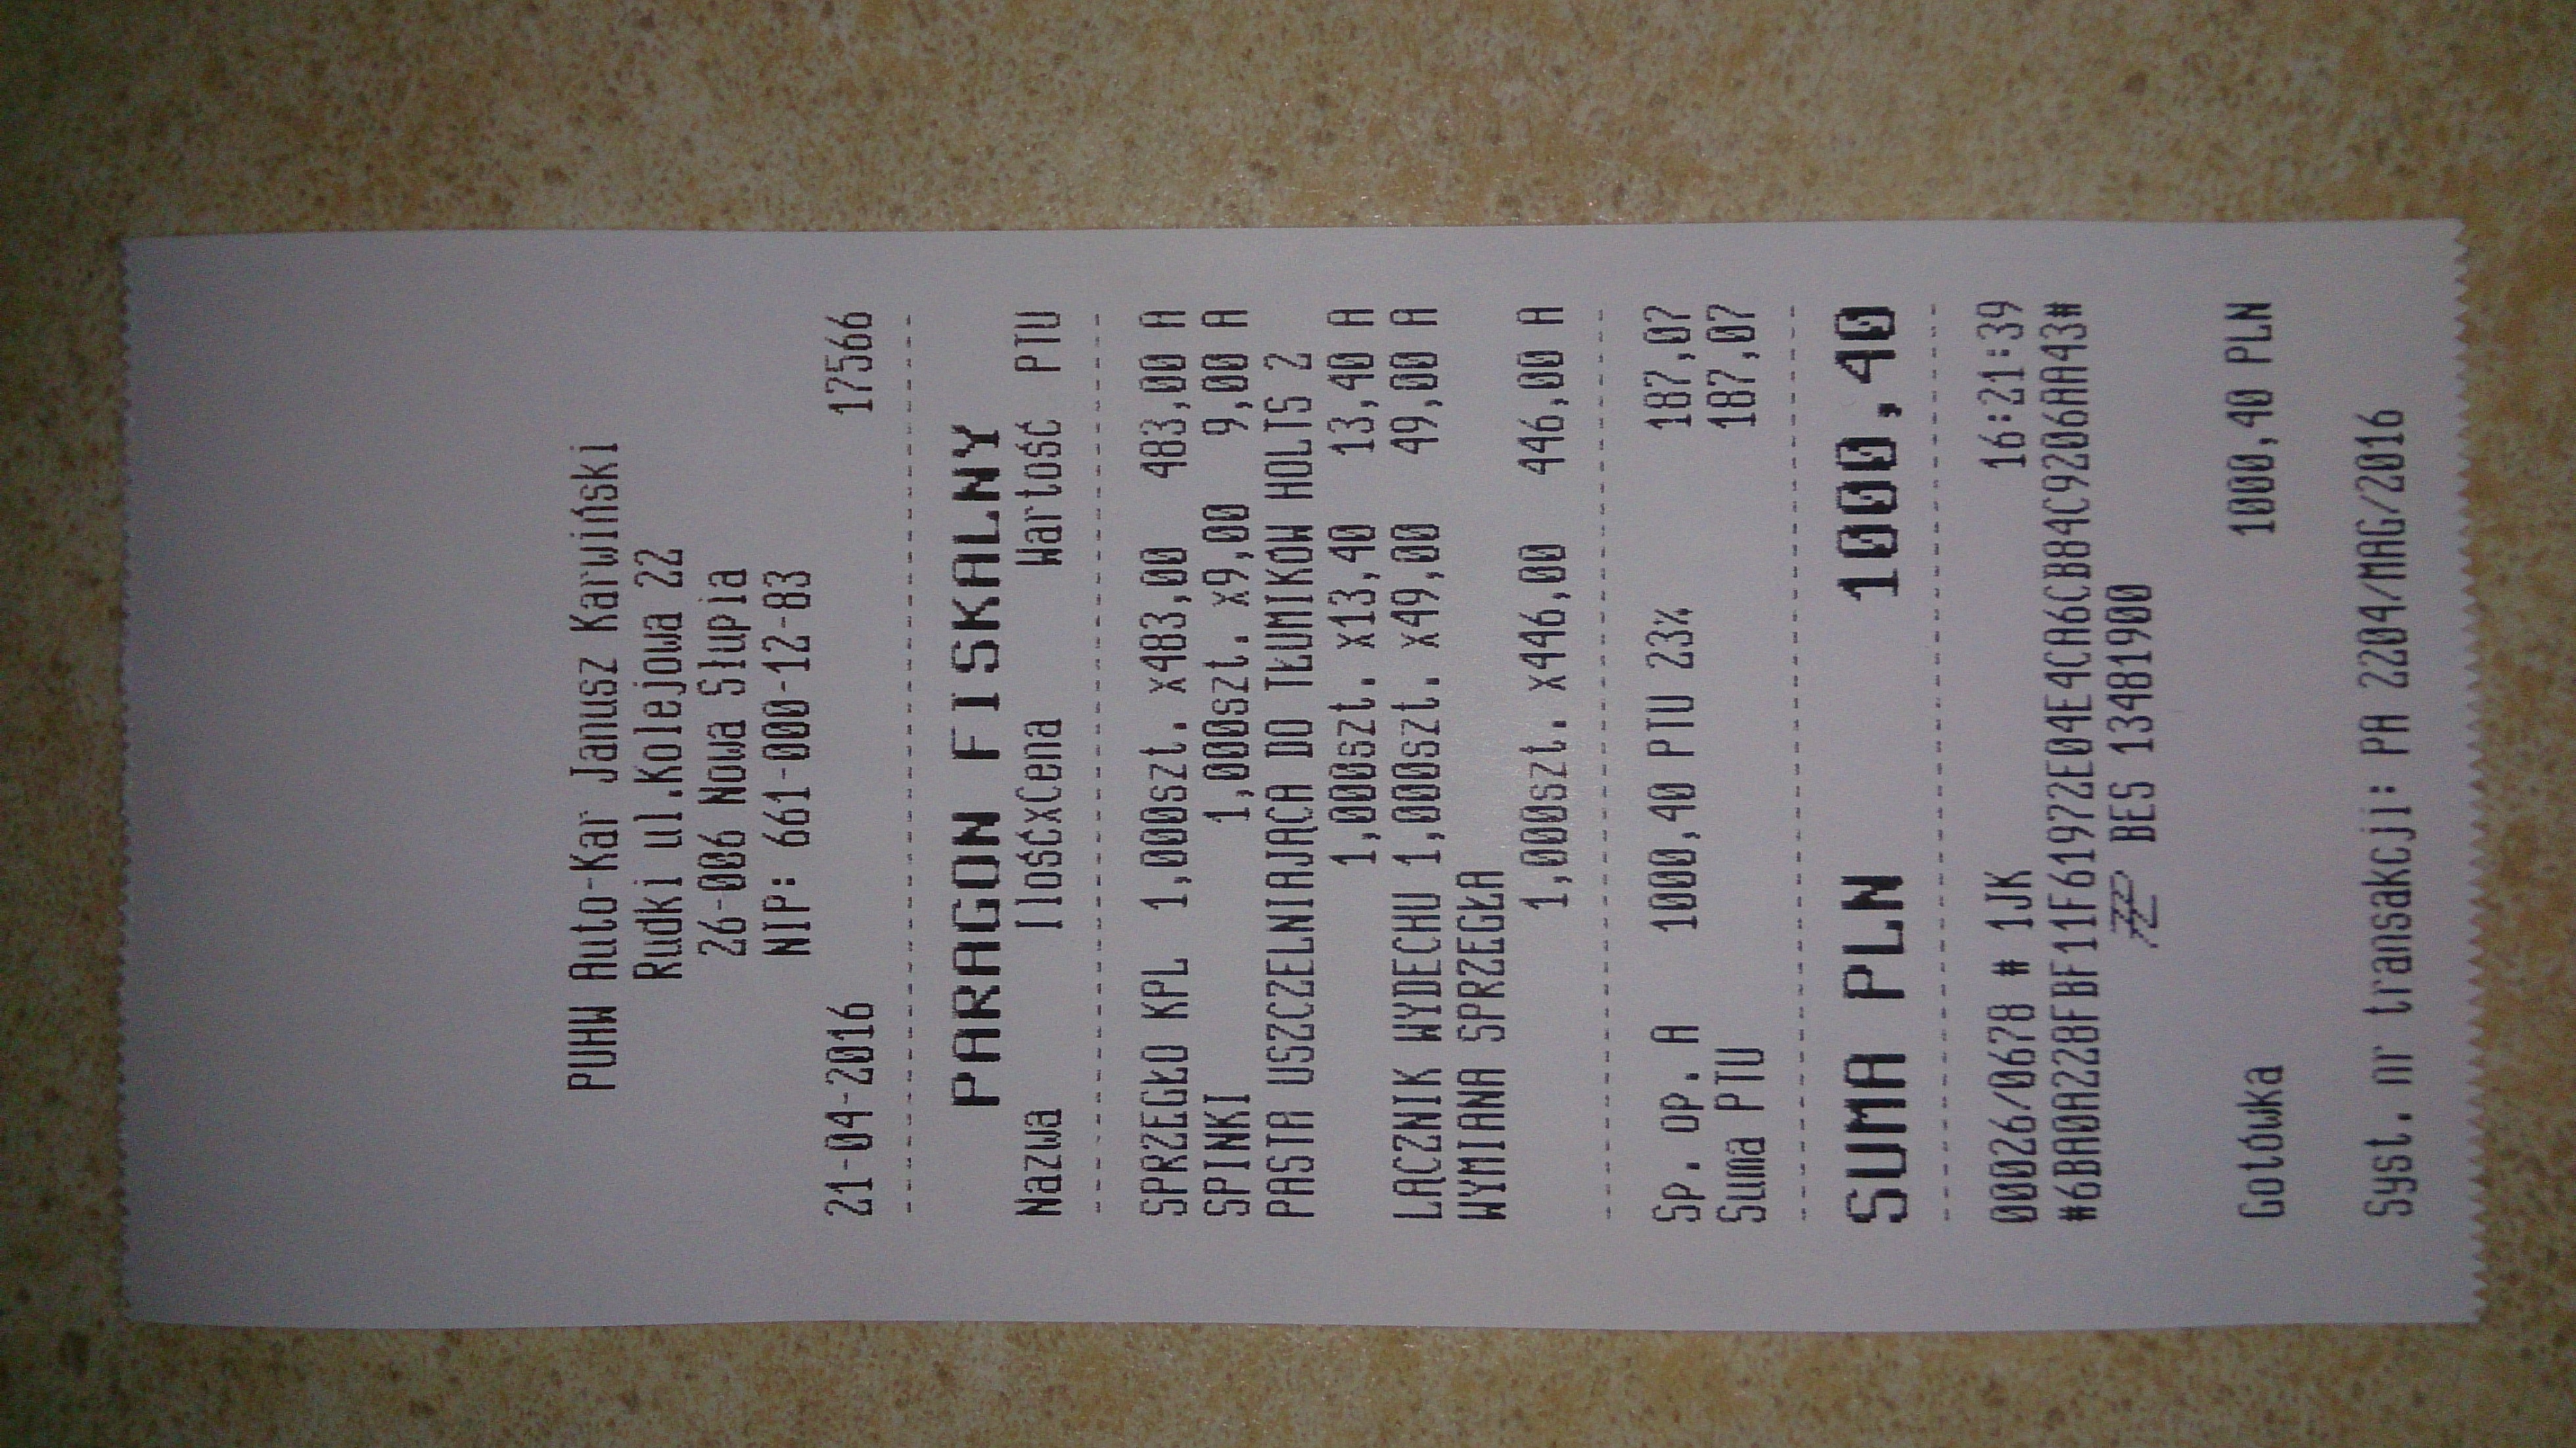 PUHW Auto-Kar Janusz Karwiński
Rudki ul.Kolejowa 22
26-006 Nowa Słupia
NIP: 661-000-12-83
21-04-2016 17566
PARAGON FISKALNY
Nazwa IlośćxCena Wartość PTU
SPRZĘGŁO KPL 1,000szt. x483,00 483,00 A
SPINKI 1,000szt. x9,00 9,00 A
PASTA USZCZELNIAJĄCA DO TŁUMIKÓW HOLTS 2
1,000szt. x13,40 13,40 A
ŁĄCZNIK WYDECHU 1,000szt. x49,00 49,00 A
WYMIANA SPRZĘGŁA
1,000szt. x446,00 446,00 A
Sp. op. A 1000,40 PTU 23% 187,07
Suma PTU 187,07
SUMA PLN 1000,40
00026/0678 # 1JK 16:21:39
#6BA0A228FBF11F61972E04E4CA6CBB4C9206AA43#
BES 13481900
Gotówka 1000,40 PLN
Syst. nr transakcji: PA 2204/MAG/2016